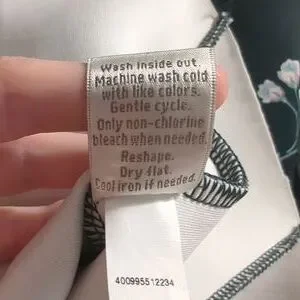 Wash inside out.
Machine wash cold
with like colors.
Gentle cycle.
Only non-chlorine
bleach when needed.
Reshape.
Dry flat.
Cool iron if needed.
400995512234